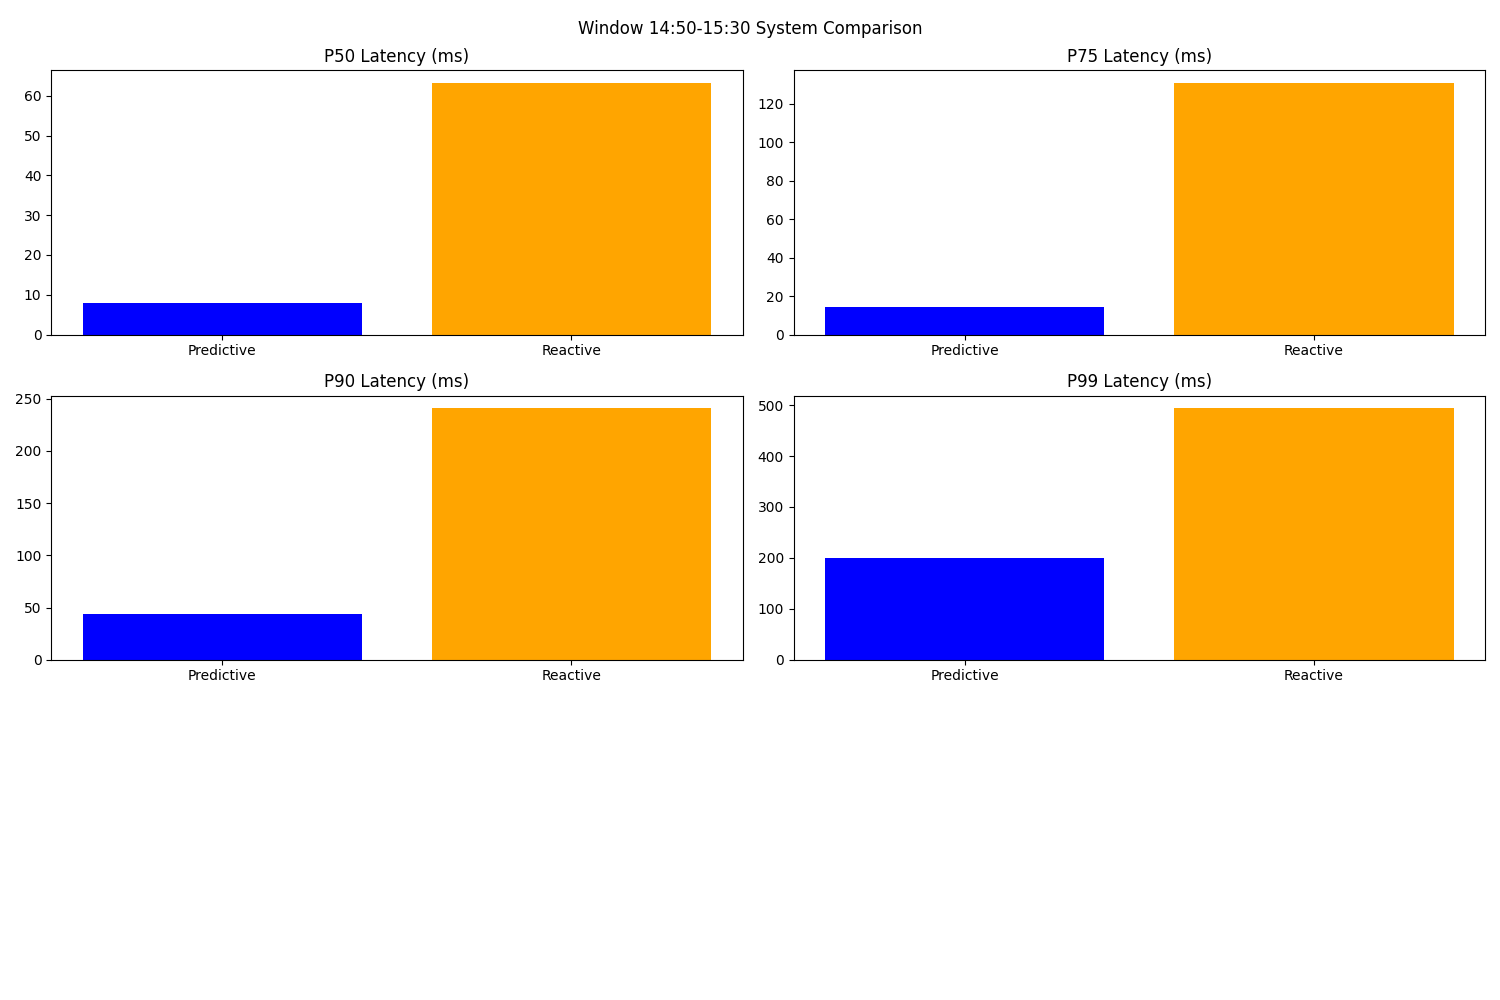 Window 14:50-15:30 System Comparison
P50 Latency (ms)
60
50
40
30
20
10
0
Predictive
Reactive
P75 Latency (ms)
120
100
80
60
40
20
0
Predictive
Reactive
P90 Latency (ms)
250
200
150
100
50
0
Predictive
Reactive
P99 Latency (ms)
500
400
300
200
100
0
Predictive
Reactive